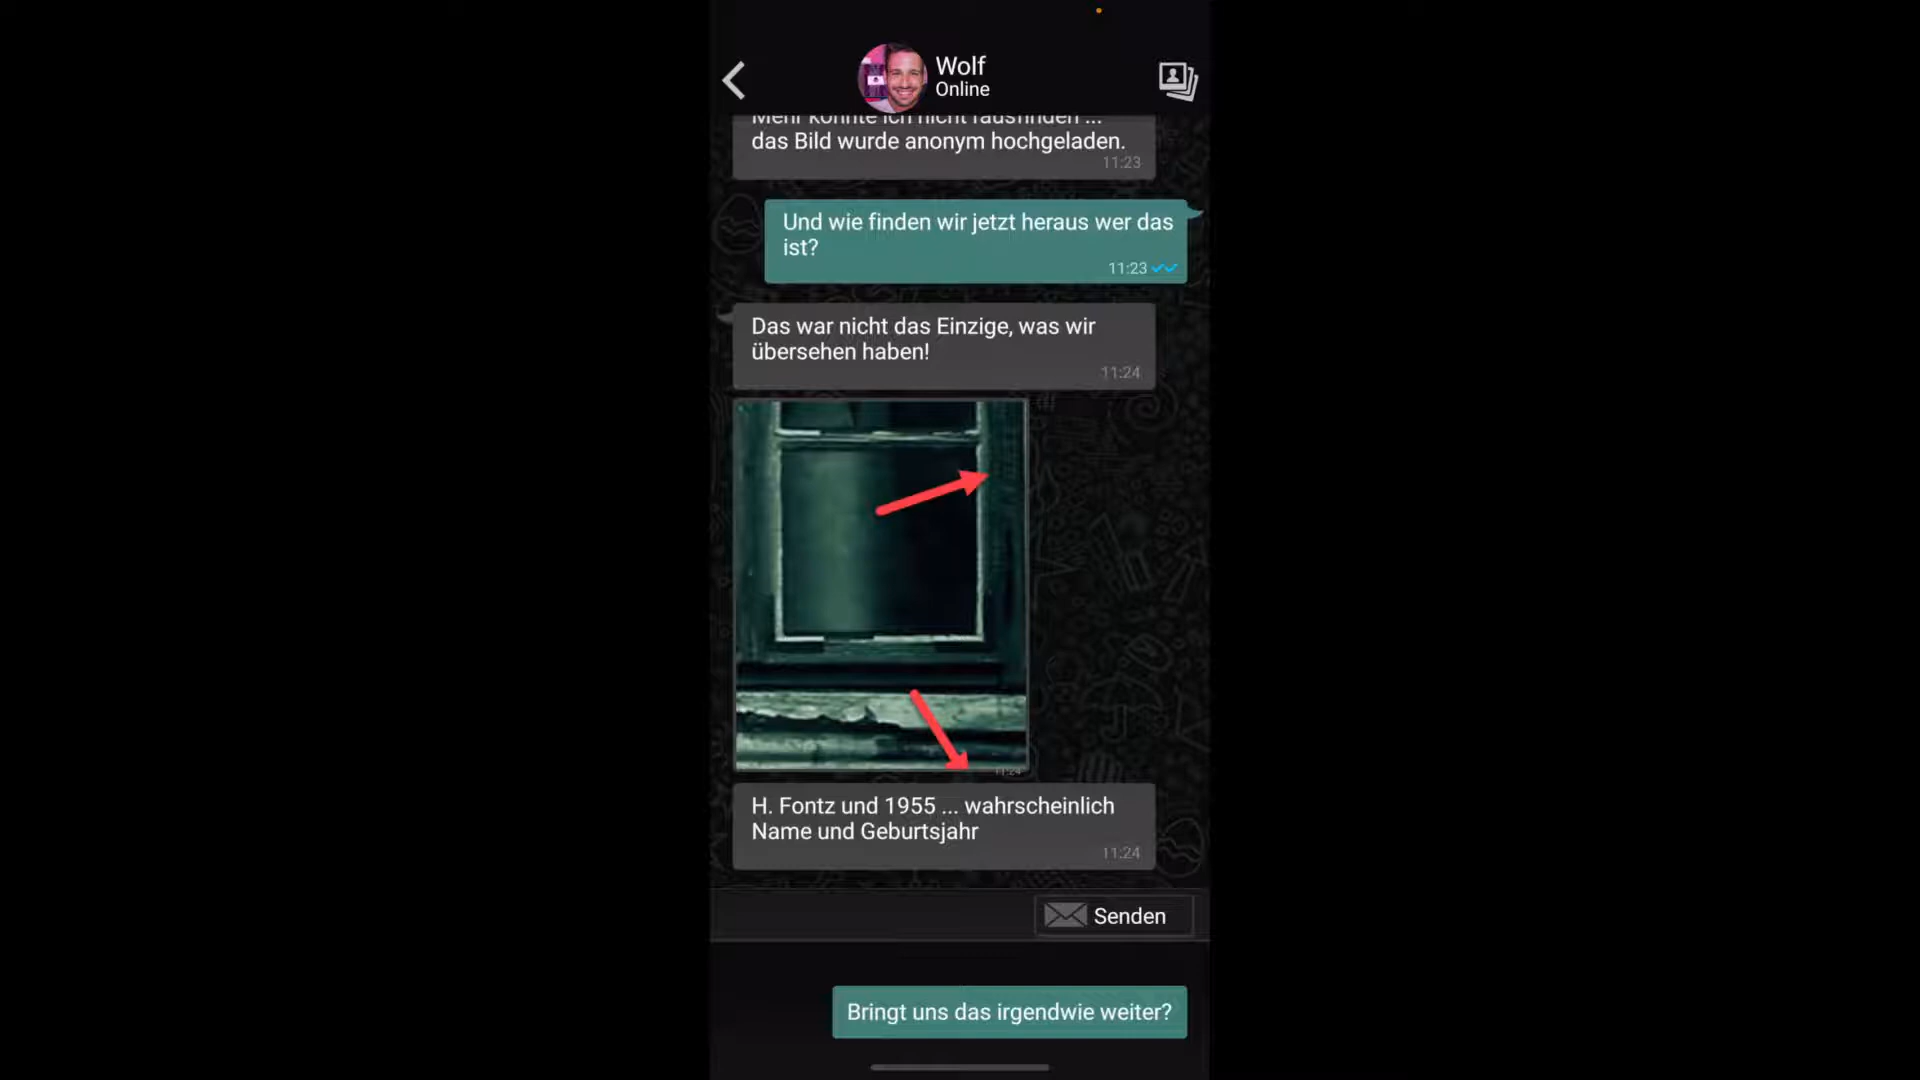 Wolf
Online
Mehr konnte ich nicht rausfinden ...
das Bild wurde anonym hochgeladen.
11:23
Und wie finden wir jetzt heraus wer das
ist?
11:23
Das war nicht das Einzige, was wir
übersehen haben!
11:24
11:24
H. Fontz und 1955 ... wahrscheinlich
Name und Geburtsjahr
11:24
Senden
Bringt uns das irgendwie weiter?